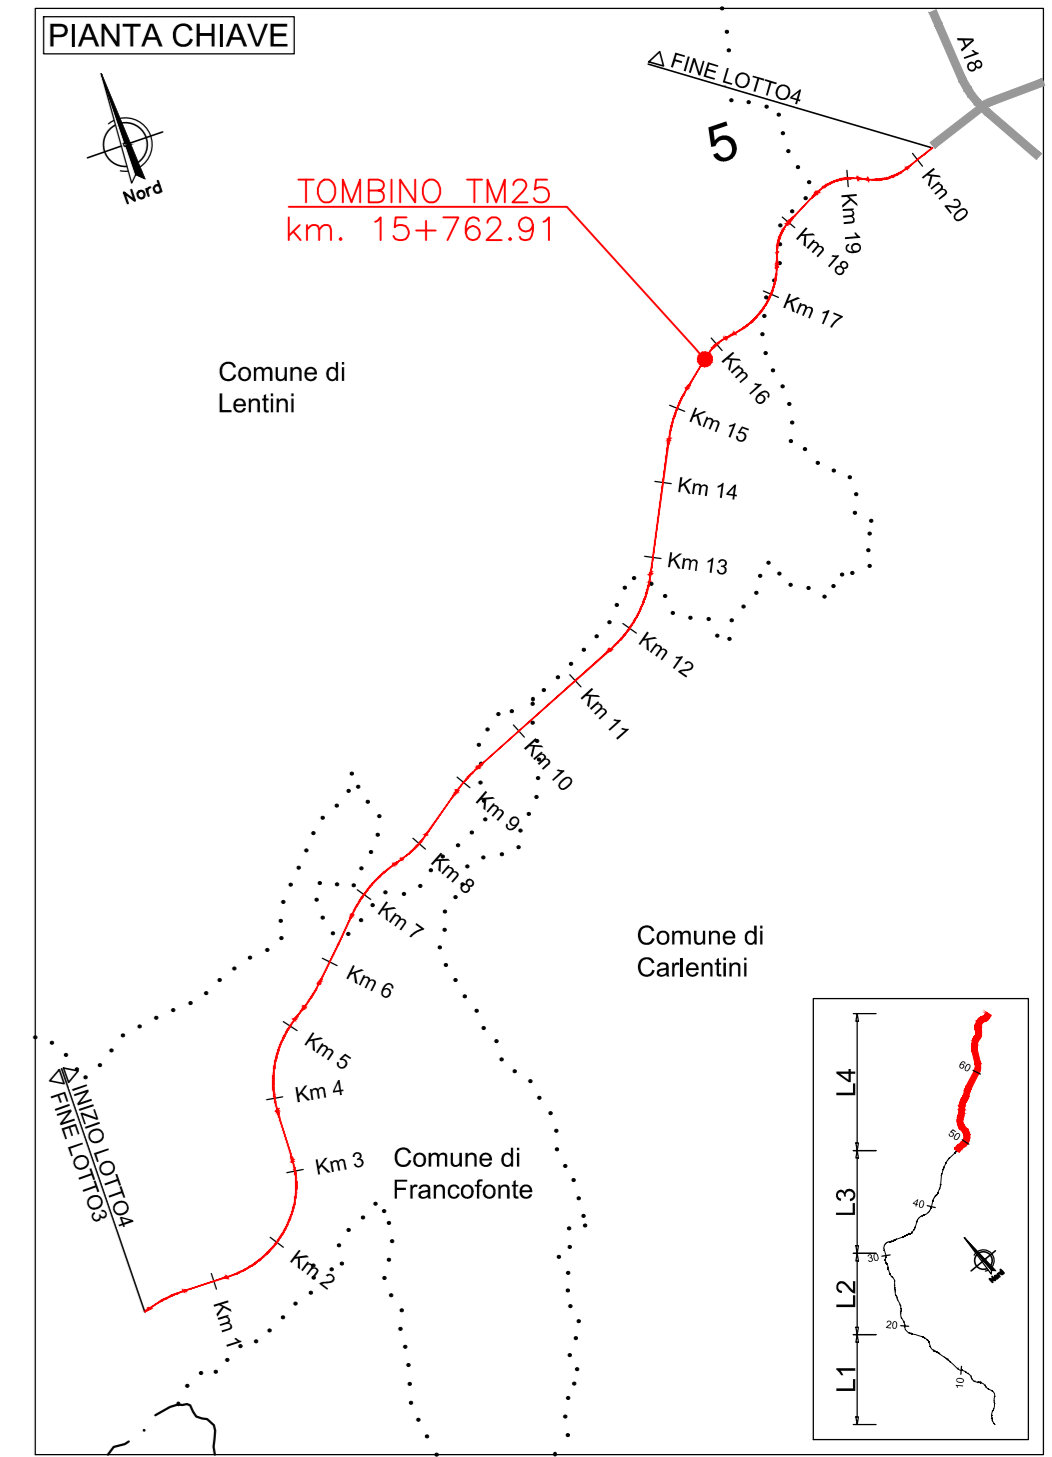 PIANTA CHIAVE
A18
FINE LOTTO4
5
Nord
TOMBINO TM25
km. 15+762.91
Km 20
Km 19
Km 18
Km 17
Km 16
Comune di
Lentini
Km 15
Km 14
Km 13
Km 12
Km 11
Km 10
Km 9
Km 8
Km 7
Comune di
Carlentini
Km 6
Km 5
Km 4
INIZIO LOTTO4
FINE LOTTO3
Km 3
Comune di
Francofonte
Km 2
Km 1
L4
L3
L2
L1
60
50
40
30
20
10